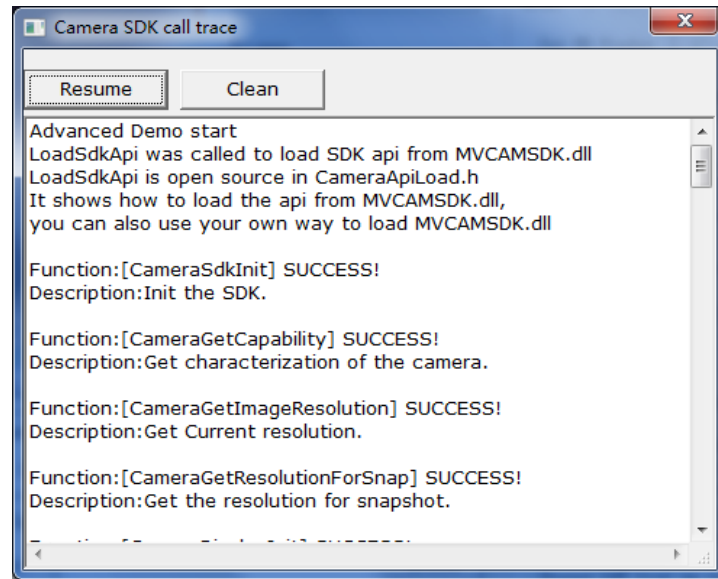 Camera SDK call trace
Resume Clean
Advanced Demo start
LoadSdkApi was called to load SDK api from MVCAMSDK.dll
LoadSdkApi is open source in CameraApiLoad.h
It shows how to load the api from MVCAMSDK.dll,
you can also use your own way to load MVCAMSDK.dll
Function:[CameraSdkInit] SUCCESS!
Description:Init the SDK.
Function:[CameraGetCapability] SUCCESS!
Description:Get characterization of the camera.
Function:[CameraGetImageResolution] SUCCESS!
Description:Get Current resolution.
Function:[CameraGetResolutionForSnap] SUCCESS!
Description:Get the resolution for snapshot.